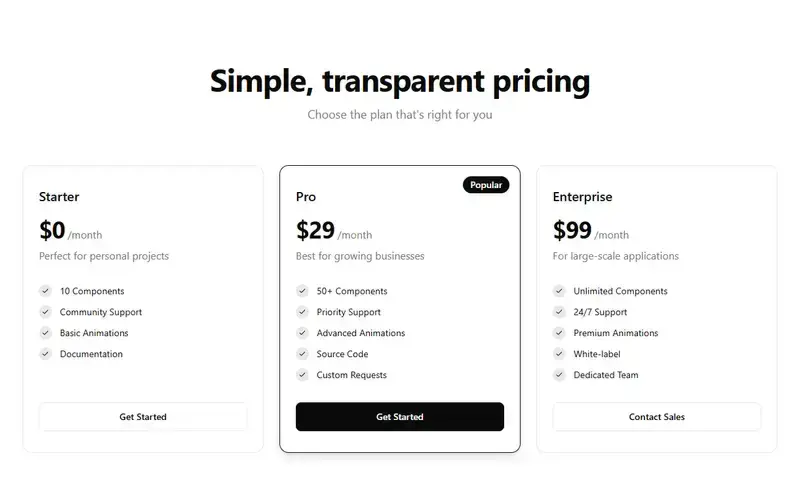 Simple, transparent pricing
Choose the plan that's right for you
Starter
$0 /month
Perfect for personal projects
10 Components
Community Support
Basic Animations
Documentation
Get Started
Popular
Pro
$29 /month
Best for growing businesses
50+ Components
Priority Support
Advanced Animations
Source Code
Custom Requests
Get Started
Enterprise
$99 /month
For large-scale applications
Unlimited Components
24/7 Support
Premium Animations
White-label
Dedicated Team
Contact Sales